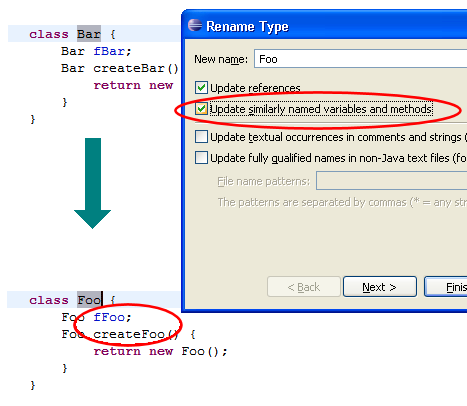 class Bar {
Bar fBar;
Bar createBar()
return new
}
}
Rename Type
New name: Foo
Update references
Update similarly named variables and methods
Update textual occurrences in comments and strings (
Update fully qualified names in non-Java text files (fo
File name patterns:
The patterns are separated by commas (* = any str
< Back Next > Finis
class Foo {
Foo fFoo;
Foo createFoo() {
return new Foo();
}
}